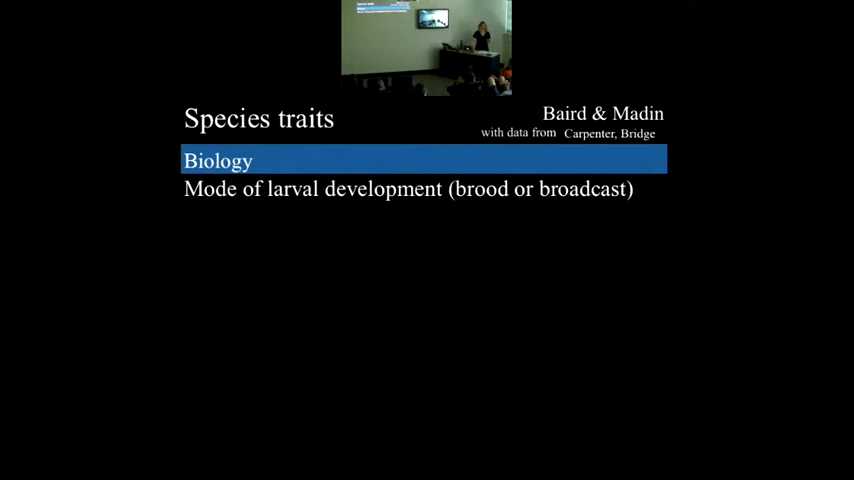 Species traits
Baird & Madin
with data from Carpenter, Bridge
Biology
Mode of larval development (brood or broadcast)